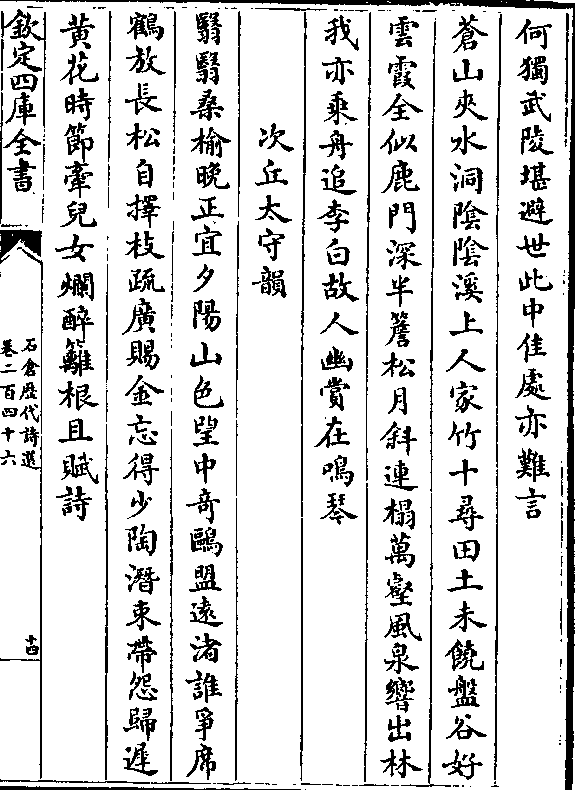 何獨武陵堪避世此中佳處亦難言
蒼山夾水洞陰陰溪上人家竹十尋田土未饒盤谷好
雲霞全似鹿門深半簷松月斜連榻萬壑風泉響出林
我亦乘舟追李白故人幽賞在鳴琴
次丘太守韻
翳翳桑榆晚正宜夕陽山色望中奇鷗盟遠渚誰爭席
鶴放長松自擇枝疏廣賜金忘得少陶潛束帶怨歸遲
黄花時節牽兒女爛醉籬根且賦詩
欽定四庫全書
石倉歴代詩選
卷二百四十六
十四